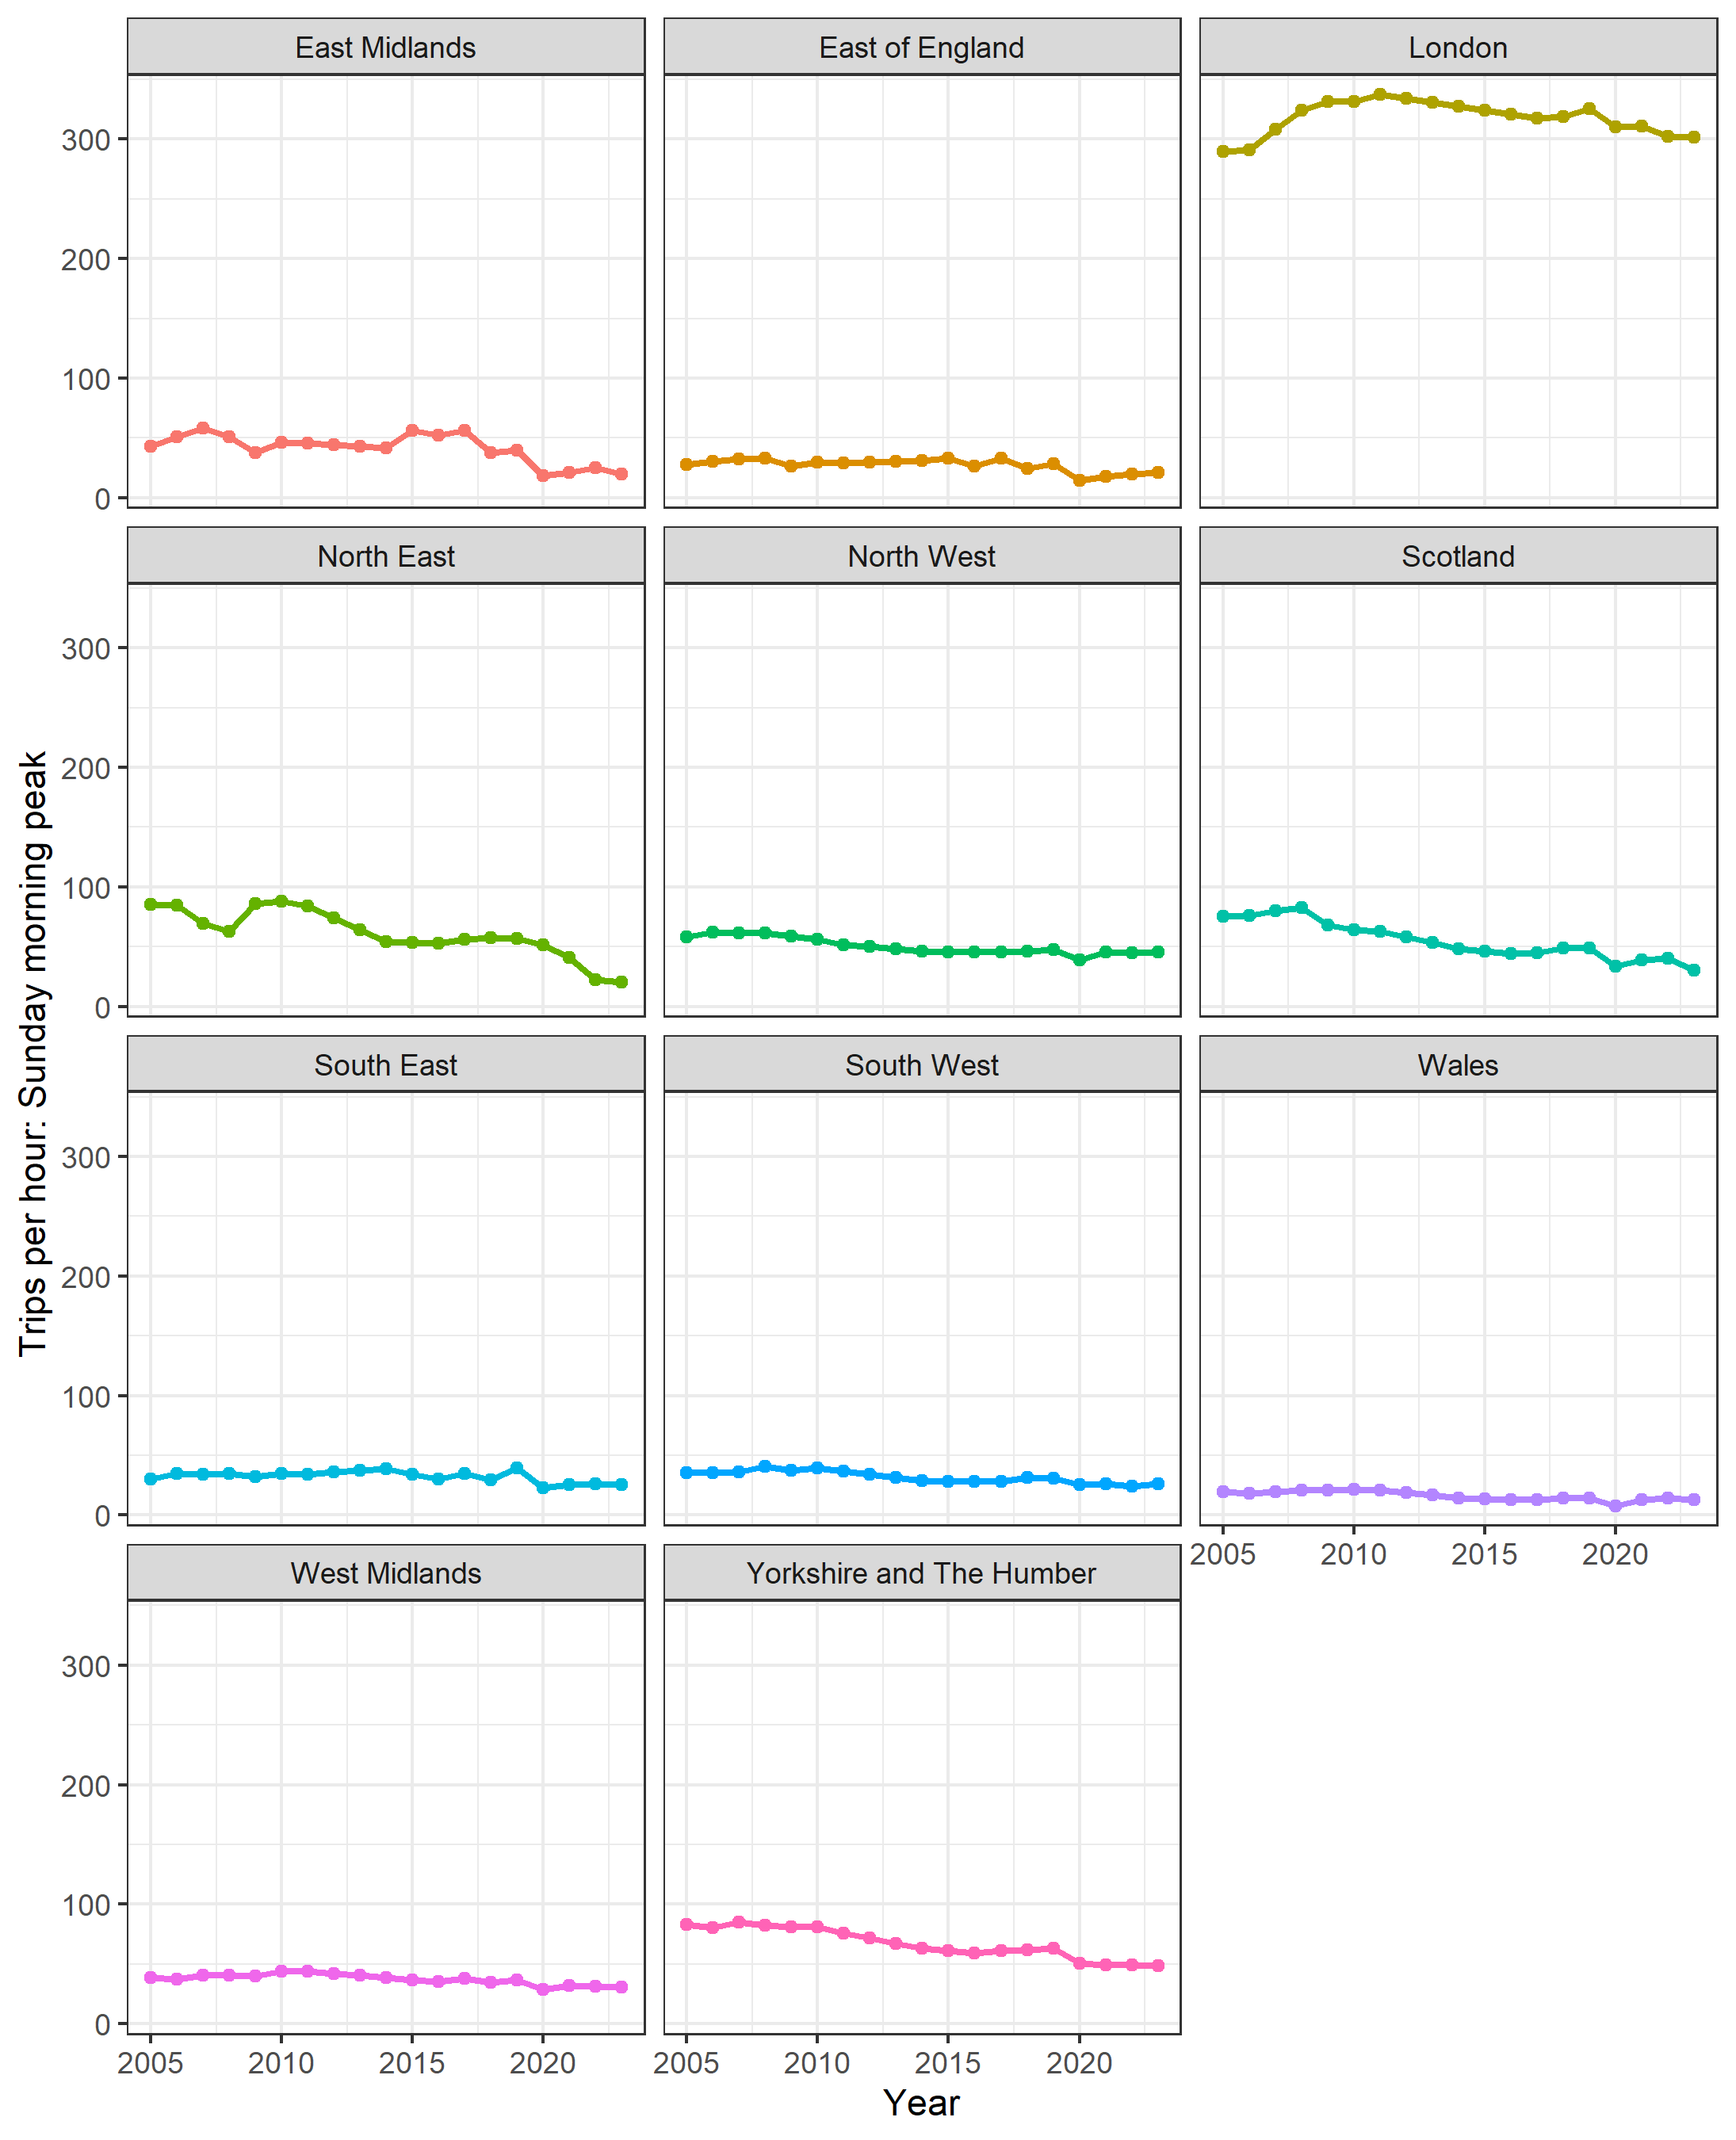 East Midlands
East of England
London
300
200
100
0
North East
North West
Scotland
300
200
100
0
Trips per hour: Sunday morning peak
South East
South West
Wales
300
200
100
0
2005 2010 2015 2020
West Midlands
Yorkshire and The Humber
300
200
100
0
2005 2010 2015 2020
2005 2010 2015 2020
Year